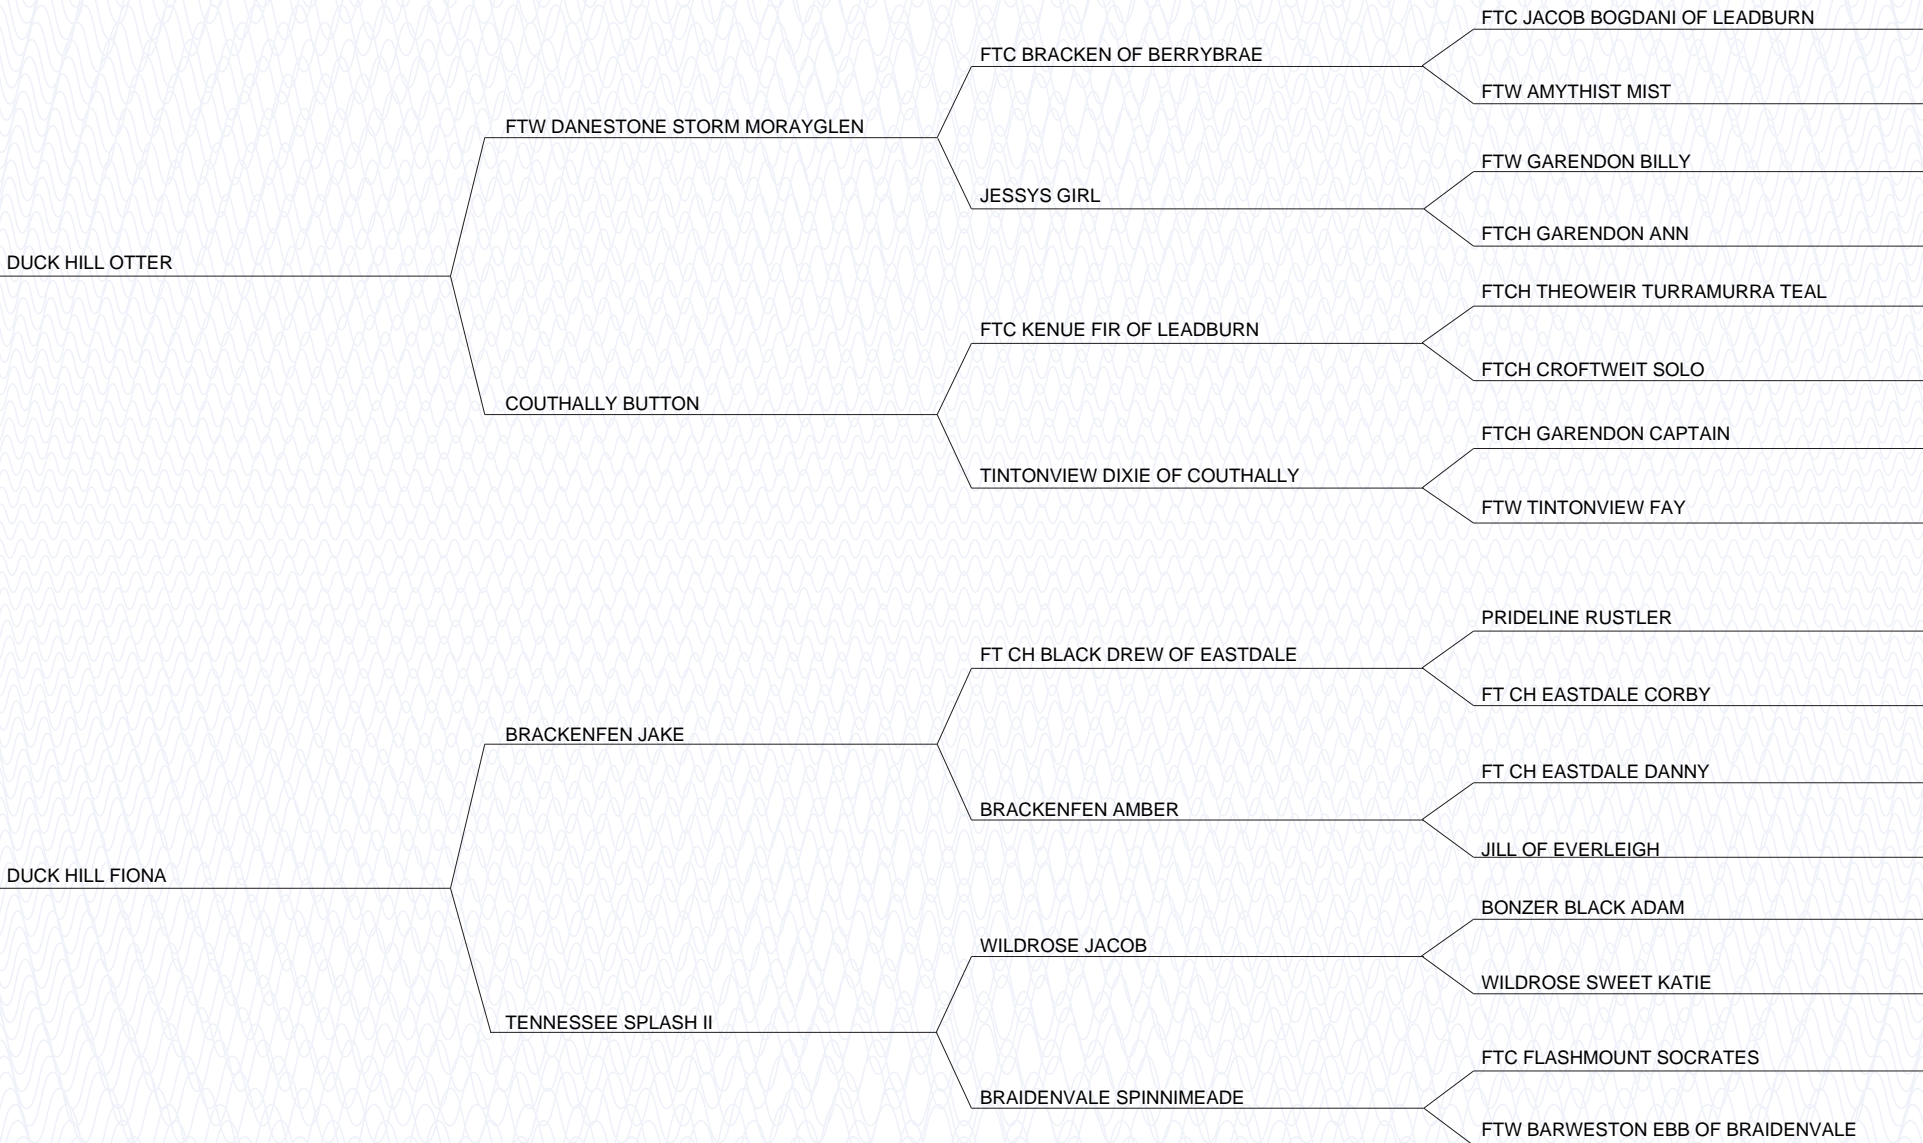 FTC JACOB BOGDANI OF LEADBURN
FTC BRACKEN OF BERRYBRAE
FTW AMYTHIST MIST
FTW DANESTONE STORM MORAYGLEN
FTW GARENDON BILLY
JESSYS GIRL
FTCH GARENDON ANN
DUCK HILL OTTER
FTCH THEOWEIR TURRAMURRA TEAL
FTC KENUE FIR OF LEADBURN
FTCH CROFTWEIT SOLO
COUTHALLY BUTTON
FTCH GARENDON CAPTAIN
TINTONVIEW DIXIE OF COUTHALLY
FTW TINTONVIEW FAY
PRIDELINE RUSTLER
FT CH BLACK DREW OF EASTDALE
FT CH EASTDALE CORBY
BRACKENFEN JAKE
FT CH EASTDALE DANNY
BRACKENFEN AMBER
JILL OF EVERLEIGH
DUCK HILL FIONA
BONZER BLACK ADAM
WILDROSE JACOB
WILDROSE SWEET KATIE
TENNESSEE SPLASH II
FTC FLASHMOUNT SOCRATES
BRAIDENVALE SPINNIMEADE
FTW BARWESTON EBB OF BRAIDENVALE